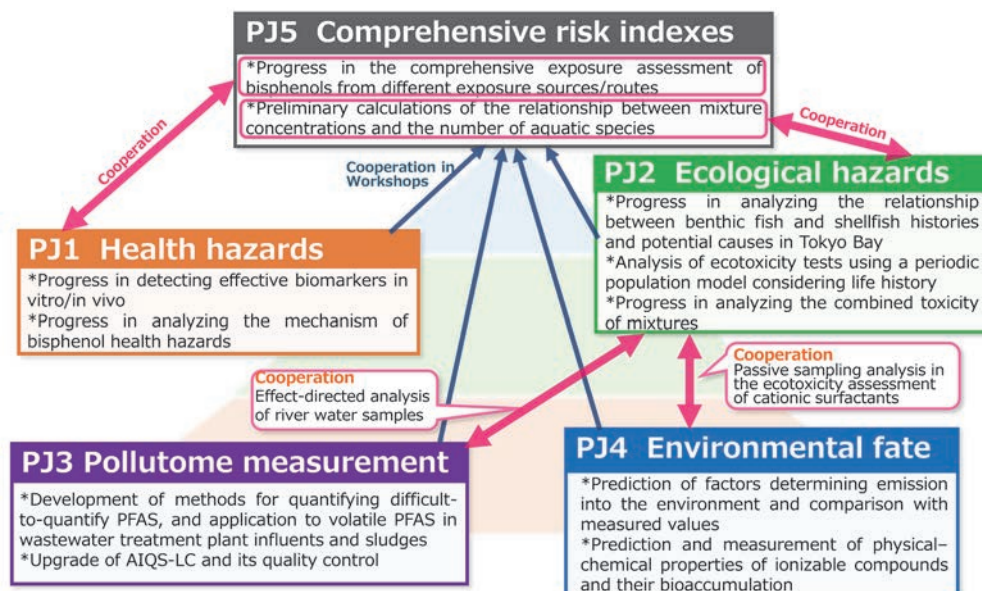 PJ5 Comprehensive risk indexes
*Progress in the comprehensive exposure assessment of
bisphenols from different exposure sources/routes
*Preliminary calculations of the relationship between mixture
concentrations and the number of aquatic species
Cooperation
Cooperation
Cooperation in
Workshops
PJ2 Ecological hazards
*Progress in analyzing the relationship
between benthic fish and shellfish histories
and potential causes in Tokyo Bay
*Analysis of ecotoxicity tests using a periodic
population model considering life history
*Progress in analyzing the combined toxicity
of mixtures
PJ1 Health hazards
*Progress in detecting effective biomarkers in
vitro/in vivo
*Progress in analyzing the mechanism of
bisphenol health hazards
Cooperation
Effect-directed analysis
of river water samples
Cooperation
Passive sampling analysis in
the ecotoxicity assessment
of cationic surfactants
PJ3 Pollutome measurement
*Development of methods for quantifying difficult-
to-quantify PFAS, and application to volatile PFAS in
wastewater treatment plant influents and sludges
*Upgrade of AIQS-LC and its quality control
PJ4 Environmental fate
*Prediction of factors determining emission
into the environment and comparison with
measured values
*Prediction and measurement of physical–
chemical properties of ionizable compounds
and their bioaccumulation